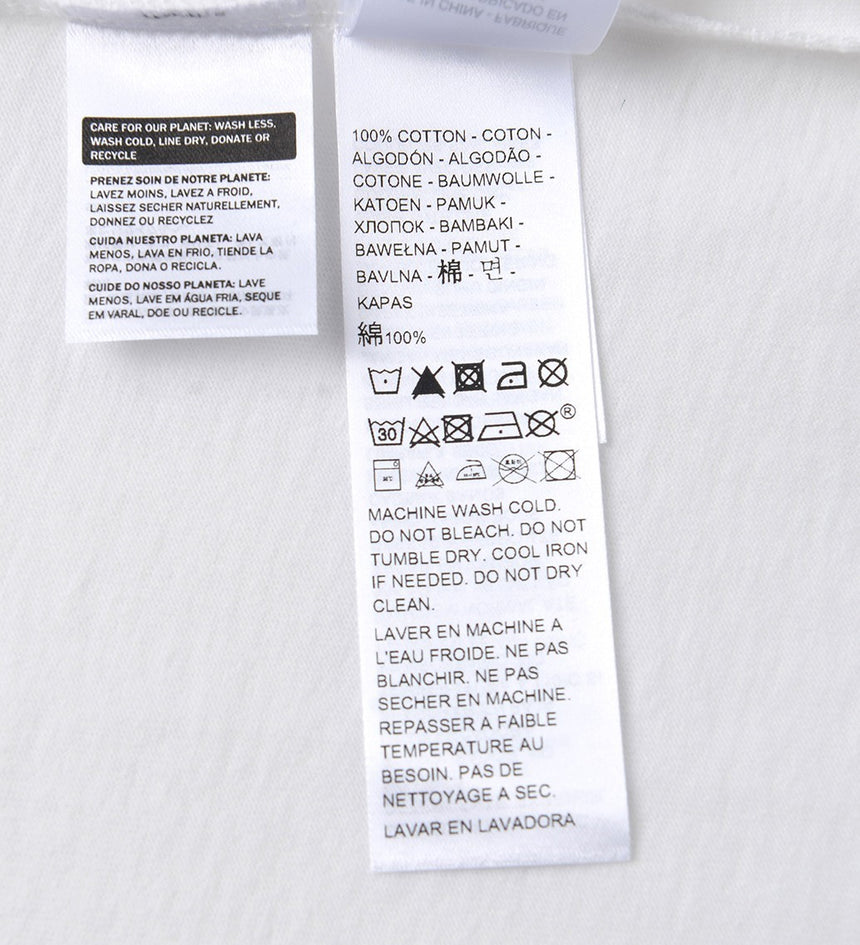 CARE FOR OUR PLANET: WASH LESS,
WASH COLD, LINE DRY, DONATE OR
RECYCLE
PRENEZ SOIN DE NOTRE PLANETE:
LAVEZ MOINS, LAVEZ A FROID,
LAISSEZ SECHER NATURELLEMENT,
DONNEZ OU RECYCLEZ
CUIDA NUESTRO PLANETA: LAVA
MENOS, LAVA EN FRIO, TIENDE LA
ROPA, DONA O RECICLA.
CUIDE DO NOSSO PLANETA: LAVE
MENOS, LAVE EM ÁGUA FRIA, SEQUE
EM VARAL, DOE OU RECICLE.
FABRICADO EN
IN CHINA - FABRIQUE
100% COTTON - COTON -
ALGODÓN - ALGODÃO -
COTONE - BAUMWOLLE -
KATOEN - PAMUK -
ХЛОПОК - BAMBAKI -
BAWEŁNA - PAMUT -
BAVLNA - 棉 - 면 -
KAPAS
綿100%
30 ®
MACHINE WASH COLD.
DO NOT BLEACH. DO NOT
TUMBLE DRY. COOL IRON
IF NEEDED. DO NOT DRY
CLEAN.
LAVER EN MACHINE A
L'EAU FROIDE. NE PAS
BLANCHIR. NE PAS
SECHER EN MACHINE.
REPASSER A FAIBLE
TEMPERATURE AU
BESOIN. PAS DE
NETTOYAGE A SEC.
LAVAR EN LAVADORA